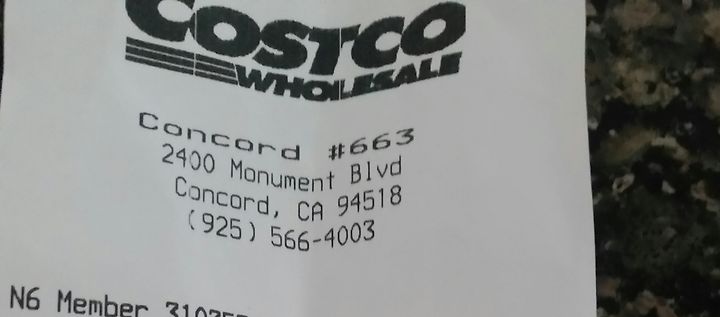 COSTCO
WHOLESALE
Concord #663
2400 Monument Blvd
Concord, CA 94518
(925) 566-4003
N6 Member